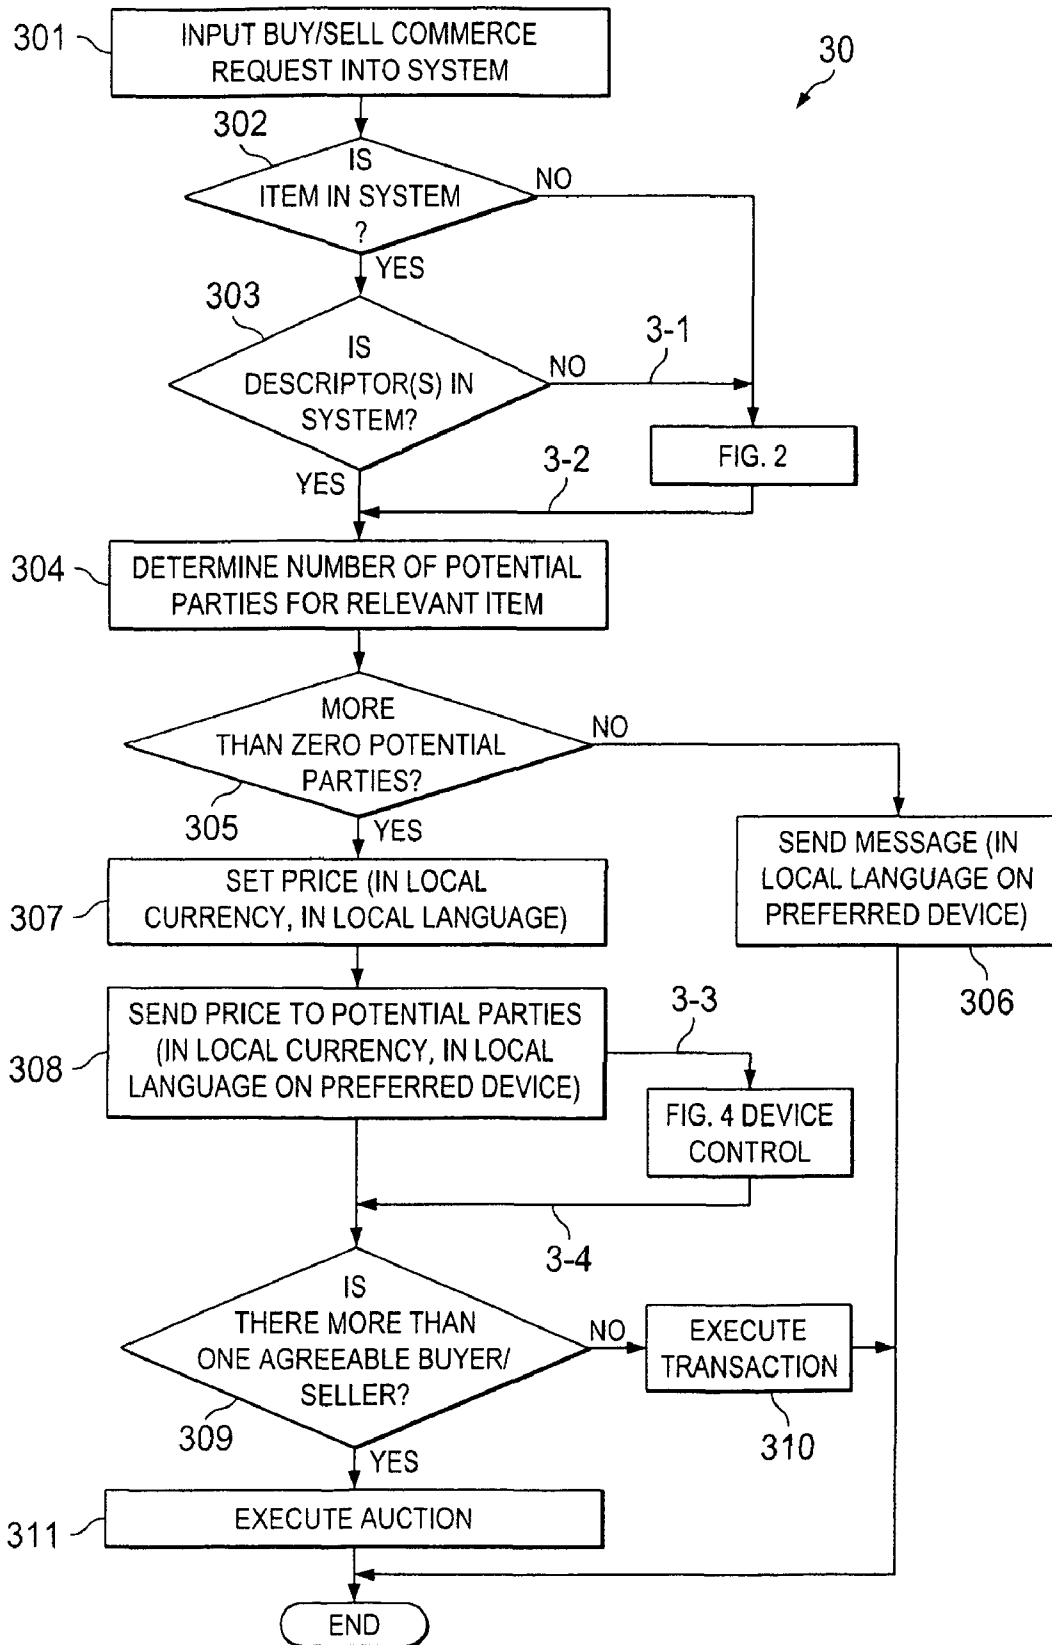 301
INPUT BUY/SELL COMMERCE
REQUEST INTO SYSTEM
30
302
IS
ITEM IN SYSTEM
?
NO
YES
303
IS
DESCRIPTOR(S) IN
SYSTEM?
NO
3-1
YES
FIG. 2
3-2
304
DETERMINE NUMBER OF POTENTIAL
PARTIES FOR RELEVANT ITEM
MORE
THAN ZERO POTENTIAL
PARTIES?
NO
305
YES
SEND MESSAGE (IN
LOCAL LANGUAGE ON
PREFERRED DEVICE)
306
307
SET PRICE (IN LOCAL
CURRENCY, IN LOCAL LANGUAGE)
308
SEND PRICE TO POTENTIAL PARTIES
(IN LOCAL CURRENCY, IN LOCAL
LANGUAGE ON PREFERRED DEVICE)
3-3
FIG. 4 DEVICE
CONTROL
3-4
IS
THERE MORE THAN
ONE AGREEABLE BUYER/
SELLER?
309
NO
EXECUTE
TRANSACTION
310
YES
311
EXECUTE AUCTION
END